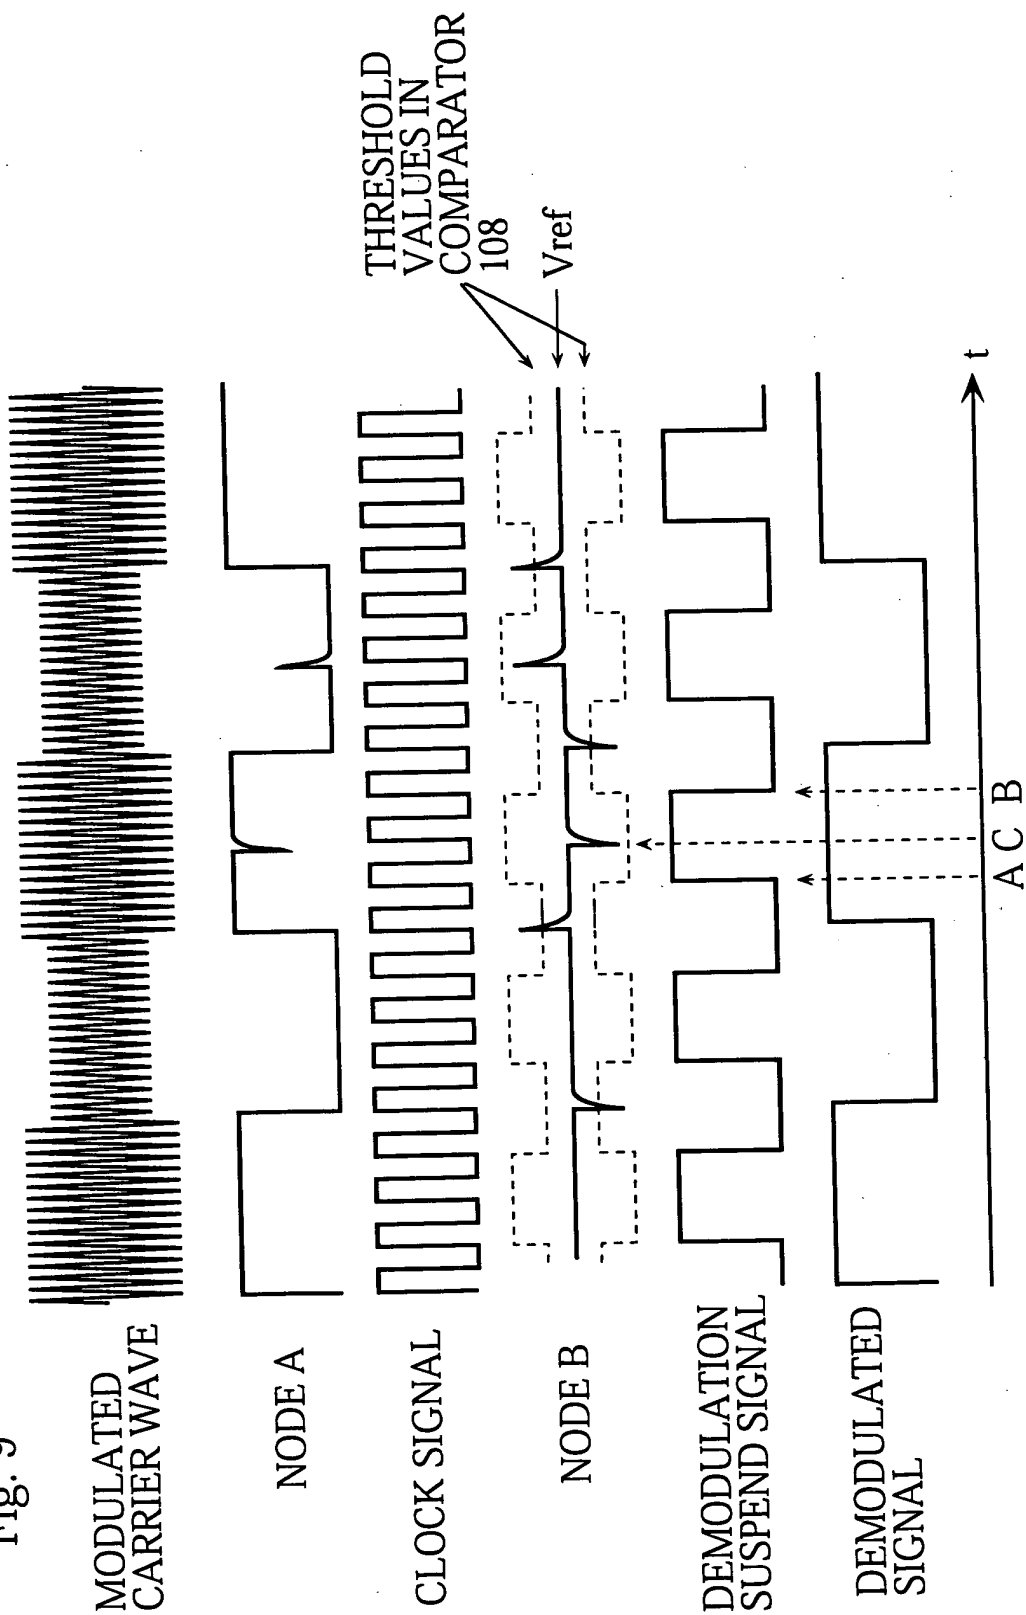 Fig. 9
MODULATED
CARRIER WAVE
NODE A
CLOCK SIGNAL
THRESHOLD
VALUES IN
COMPARATOR
108
Vref
NODE B
DEMODULATION
SUSPEND SIGNAL
DEMODULATED
SIGNAL
t
A C B